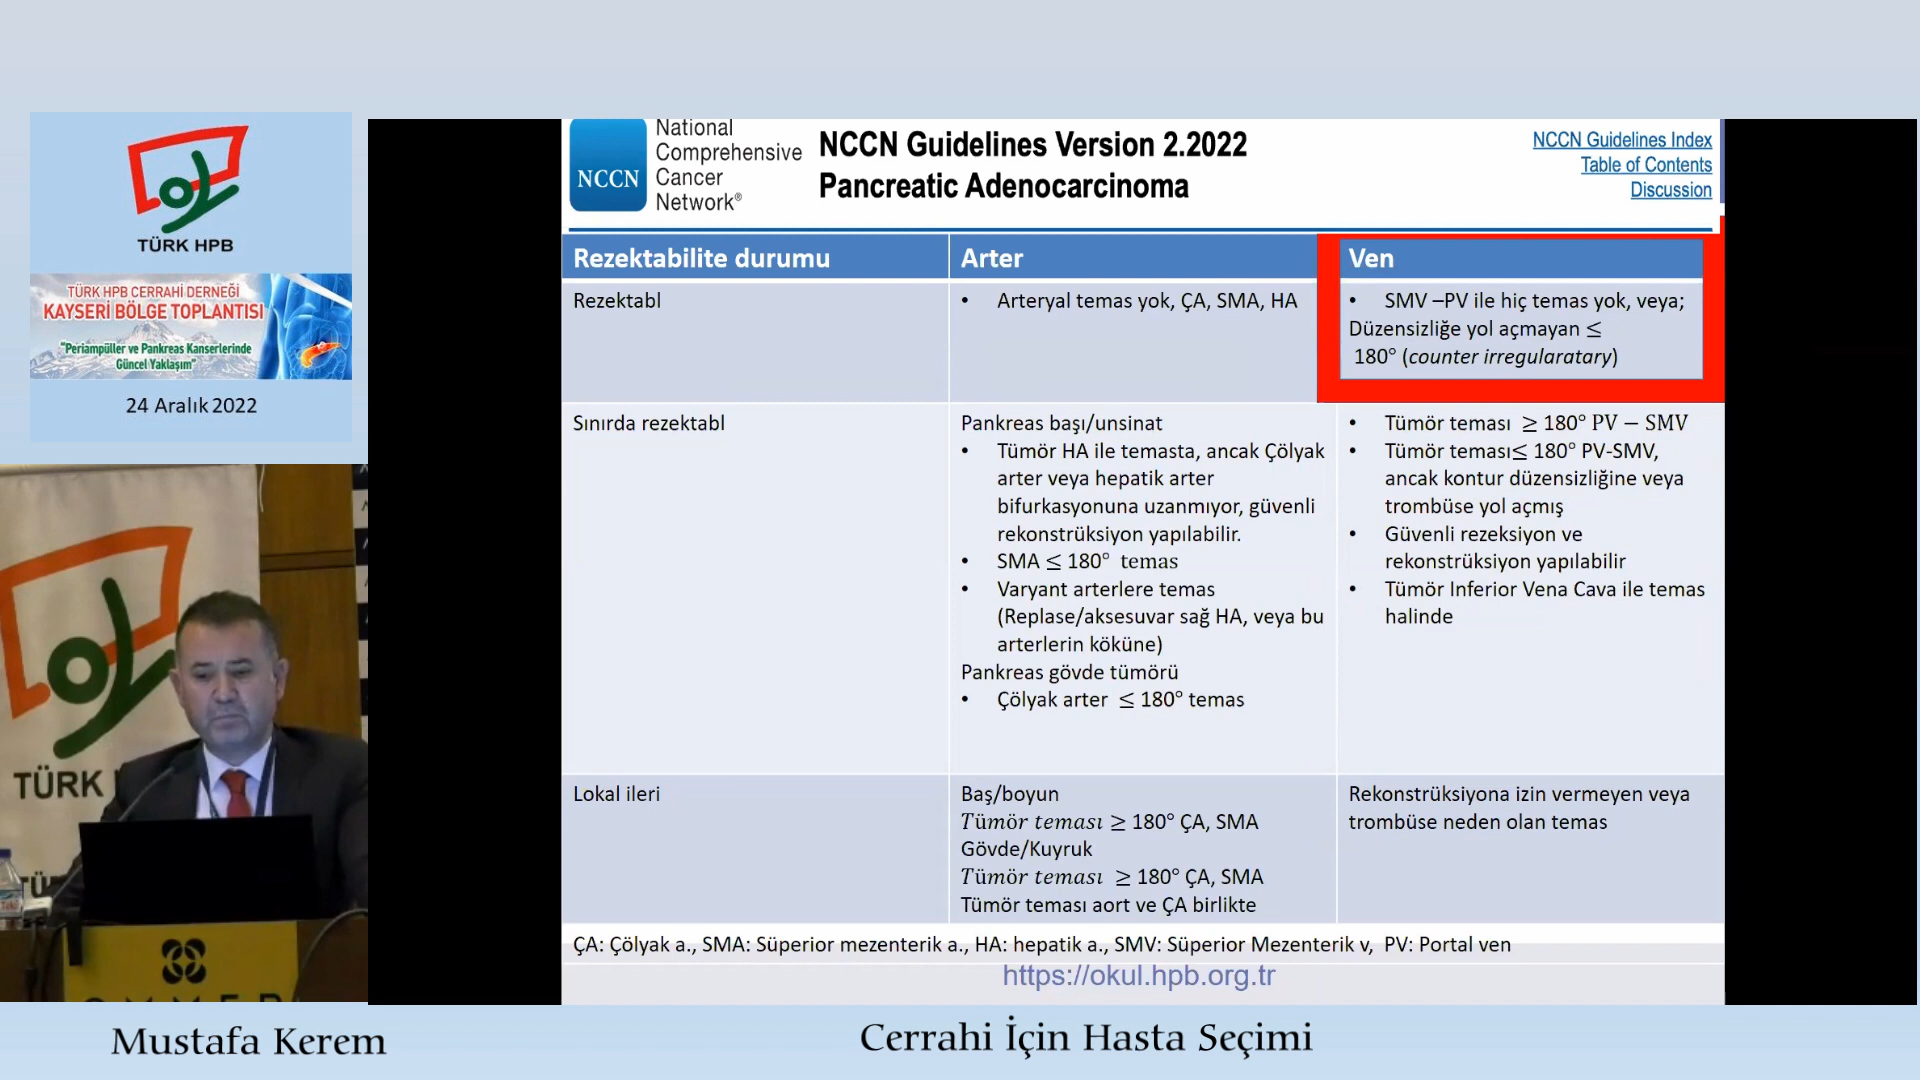 TÜRK HPB
TÜRK HPB CERRAHİ DERNEĞİ
KAYSERİ BÖLGE TOPLANTISI
"Periampüller ve Pankreas Kanserlerinde
Güncel Yaklaşım"
24 Aralık 2022
TÜRK
TÜ
National
Comprehensive
Cancer
Network®
NCCN
NCCN Guidelines Version 2.2022
Pancreatic Adenocarcinoma
NCCN Guidelines Index
Table of Contents
Discussion
Rezektabilite durumu
Arter
Ven
Rezektabl
• Arteryal temas yok, ÇA, SMA, HA
• SMV –PV ile hiç temas yok, veya;
Düzensizliğe yol açmayan ≤
180° (counter irregularatary)
Sınırda rezektabl
Pankreas başı/unsinat
• Tümör HA ile temasta, ancak Çölyak
arter veya hepatik arter
bifurkasyonuna uzanmıyor, güvenli
rekonstrüksiyon yapılabilir.
• SMA ≤ 180° temas
• Varyant arterlere temas
(Replase/aksesuvar sağ HA, veya bu
arterlerin köküne)
Pankreas gövde tümörü
• Çölyak arter ≤ 180° temas
• Tümör teması ≥ 180° PV − SMV
• Tümör teması≤ 180° PV-SMV,
ancak kontur düzensizliğine veya
trombüse yol açmış
• Güvenli rezeksiyon ve
rekonstrüksiyon yapılabilir
• Tümör Inferior Vena Cava ile temas
halinde
Lokal ileri
Baş/boyun
Tümör teması ≥ 180° ÇA, SMA
Gövde/Kuyruk
Tümör teması ≥ 180° ÇA, SMA
Tümör teması aort ve ÇA birlikte
Rekonstrüksiyona izin vermeyen veya
trombüse neden olan temas
ÇA: Çölyak a., SMA: Süperior mezenterik a., HA: hepatik a., SMV: Süperior Mezenterik v, PV: Portal ven
https://okul.hpb.org.tr
Mustafa Kerem
Cerrahi İçin Hasta Seçimi